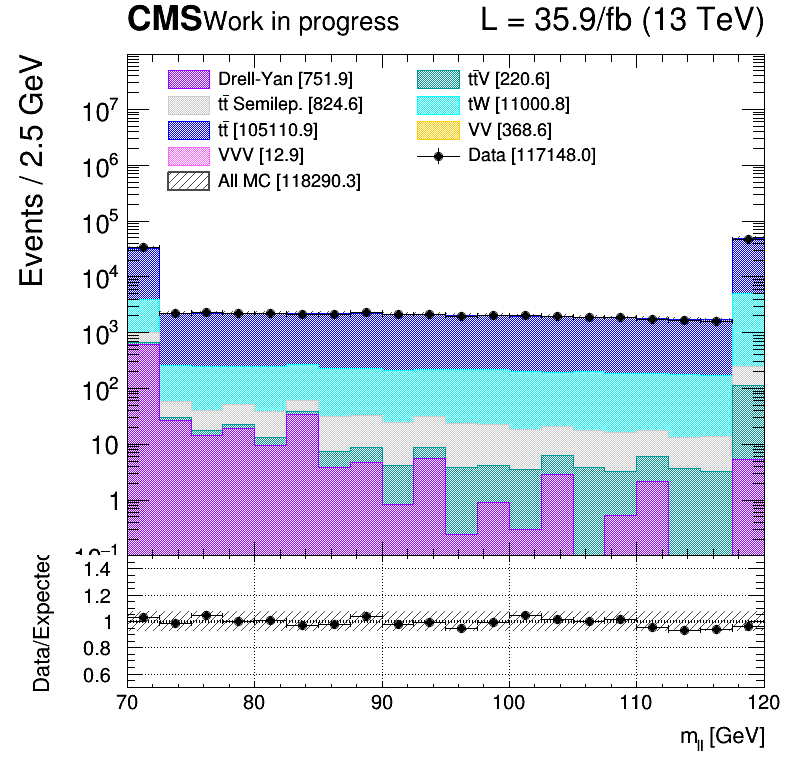 CMS Work in progress L = 35.9/fb (13 TeV)
Events / 2.5 GeV
Drell-Yan [751.9] tt̄V [220.6]
tt̄ Semilep. [824.6] tW [11000.8]
tt̄ [105110.9] VV [368.6]
VVV [12.9] Data [117148.0]
All MC [118290.3]
10⁷
10⁶
10⁵
10⁴
10³
10²
10
1
10⁻¹
Data/Expected
1.4
1.2
1
0.8
0.6
70 80 90 100 110 120
m_ll [GeV]